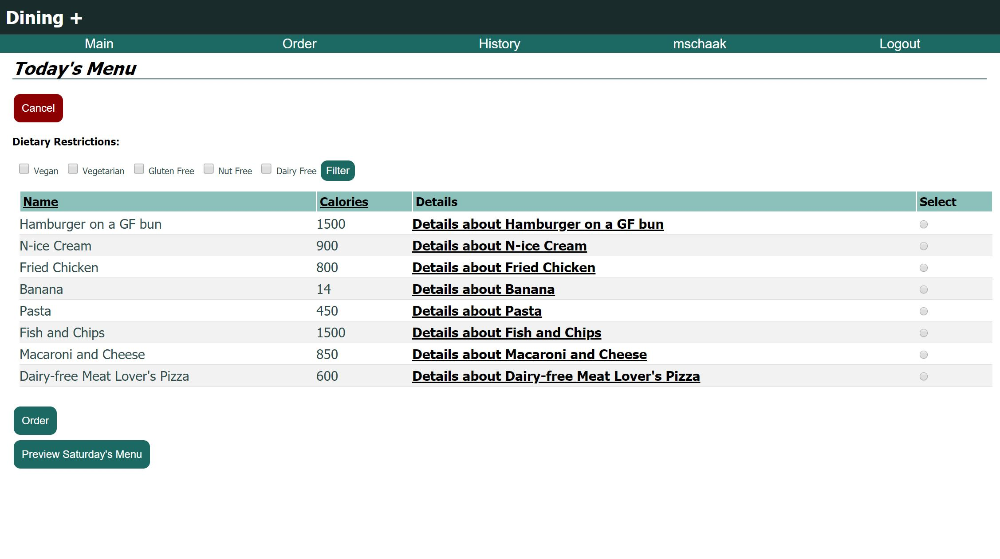 Dining +
Main Order History mschaak Logout
Today's Menu
Cancel
Dietary Restrictions:
Vegan Vegetarian Gluten Free Nut Free Dairy Free Filter
Name Calories Details Select
Hamburger on a GF bun 1500 Details about Hamburger on a GF bun
N-ice Cream 900 Details about N-ice Cream
Fried Chicken 800 Details about Fried Chicken
Banana 14 Details about Banana
Pasta 450 Details about Pasta
Fish and Chips 1500 Details about Fish and Chips
Macaroni and Cheese 850 Details about Macaroni and Cheese
Dairy-free Meat Lover's Pizza 600 Details about Dairy-free Meat Lover's Pizza
Order
Preview Saturday's Menu